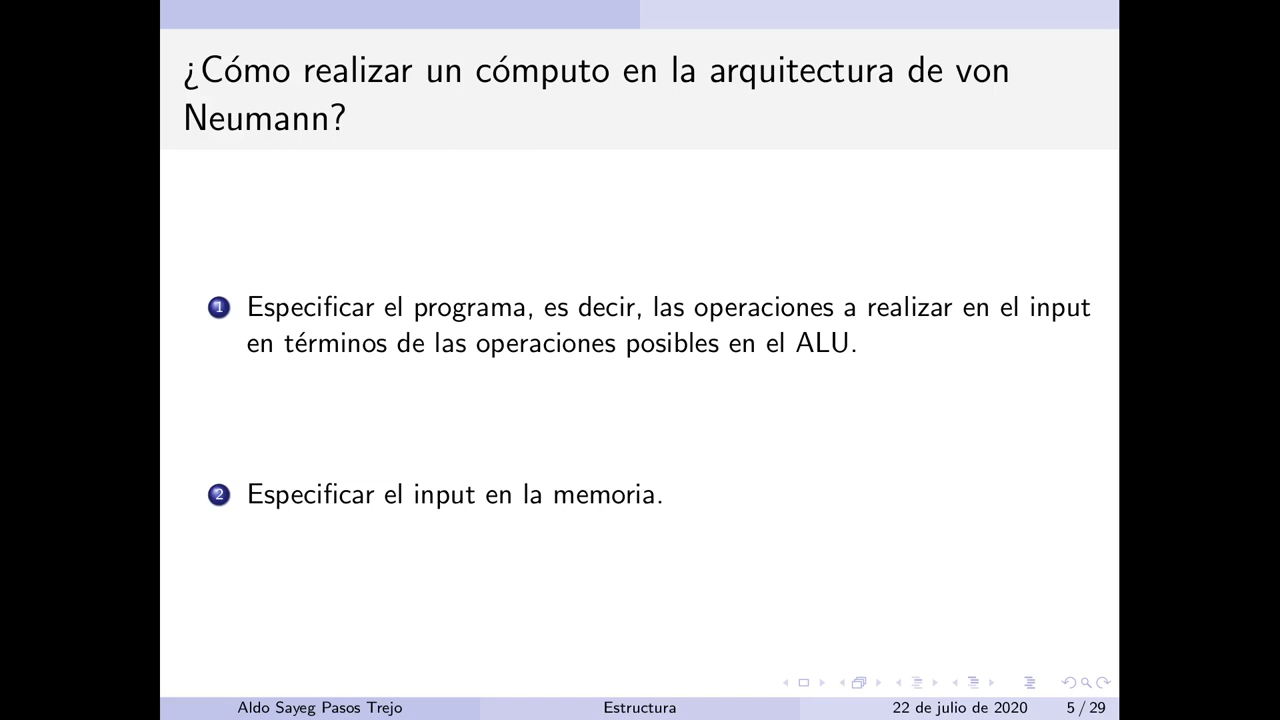 ¿Cómo realizar un cómputo en la arquitectura de von
Neumann?
1 Especificar el programa, es decir, las operaciones a realizar en el input
en términos de las operaciones posibles en el ALU.
2 Especificar el input en la memoria.
Aldo Sayeg Pasos Trejo Estructura 22 de julio de 2020 5 / 29